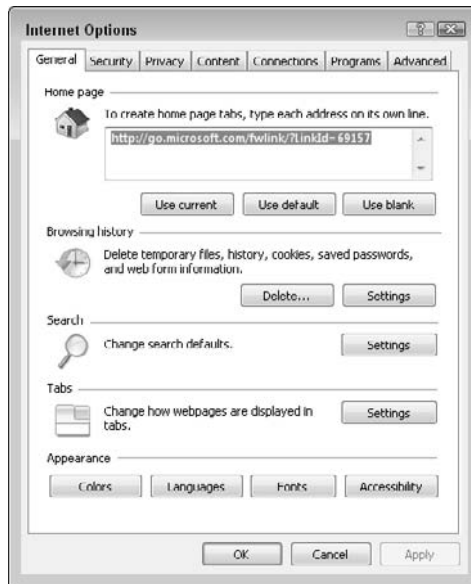 Internet Options
General Security Privacy Content Connections Programs Advanced
Home page
To create home page tabs, type each address on its own line.
http://go.microsoft.com/fwlink/?LinkId=69157
Use current Use default Use blank
Browsing history
Delete temporary files, history, cookies, saved passwords,
and web form information.
Delete... Settings
Search
Change search defaults.
Settings
Tabs
Change how webpages are displayed in
tabs.
Settings
Appearance
Colors Languages Fonts Accessibility
OK Cancel Apply